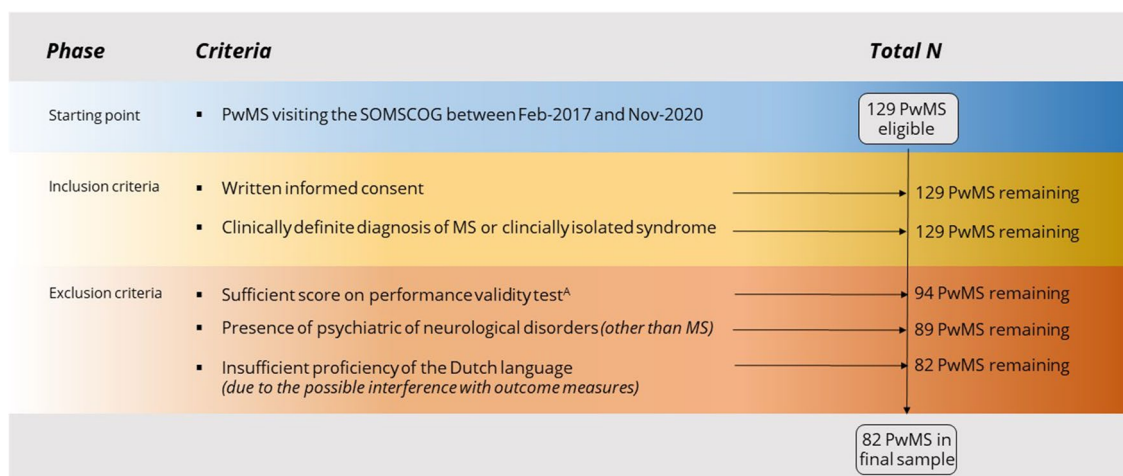 Phase Criteria Total N
Starting point ▪ PwMS visiting the SOMSCOG between Feb-2017 and Nov-2020 129 PwMS
eligible
Inclusion criteria ▪ Written informed consent 129 PwMS remaining
▪ Clinically definite diagnosis of MS or clincially isolated syndrome 129 PwMS remaining
Exclusion criteria ▪ Sufficient score on performance validity testᴬ 94 PwMS remaining
▪ Presence of psychiatric of neurological disorders (other than MS) 89 PwMS remaining
▪ Insufficient proficiency of the Dutch language 82 PwMS remaining
(due to the possible interference with outcome measures)
82 PwMS in
final sample